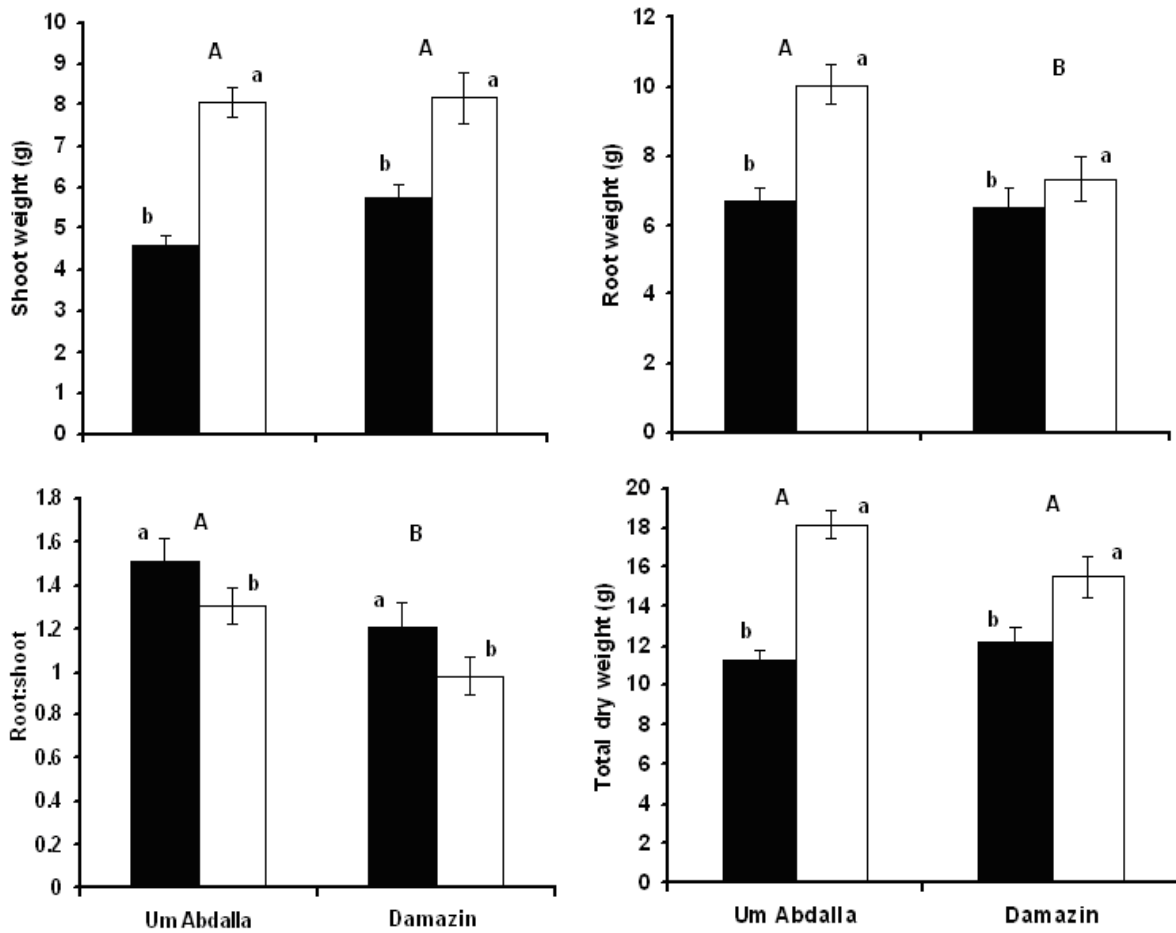 Shoot weight (g)
10
9
8
7
6
5
4
3
2
1
0
A
A
b
a
b
a
Root weight (g)
12
10
8
6
4
2
0
A
B
b
a
b
a
Root:shoot
1.8
1.6
1.4
1.2
1
0.8
0.6
0.4
0.2
0
A
B
a
b
a
b
Um Abdalla
Damazin
Total dry weight (g)
20
18
16
14
12
10
8
6
4
2
0
A
A
b
a
b
a
Um Abdalla
Damazin